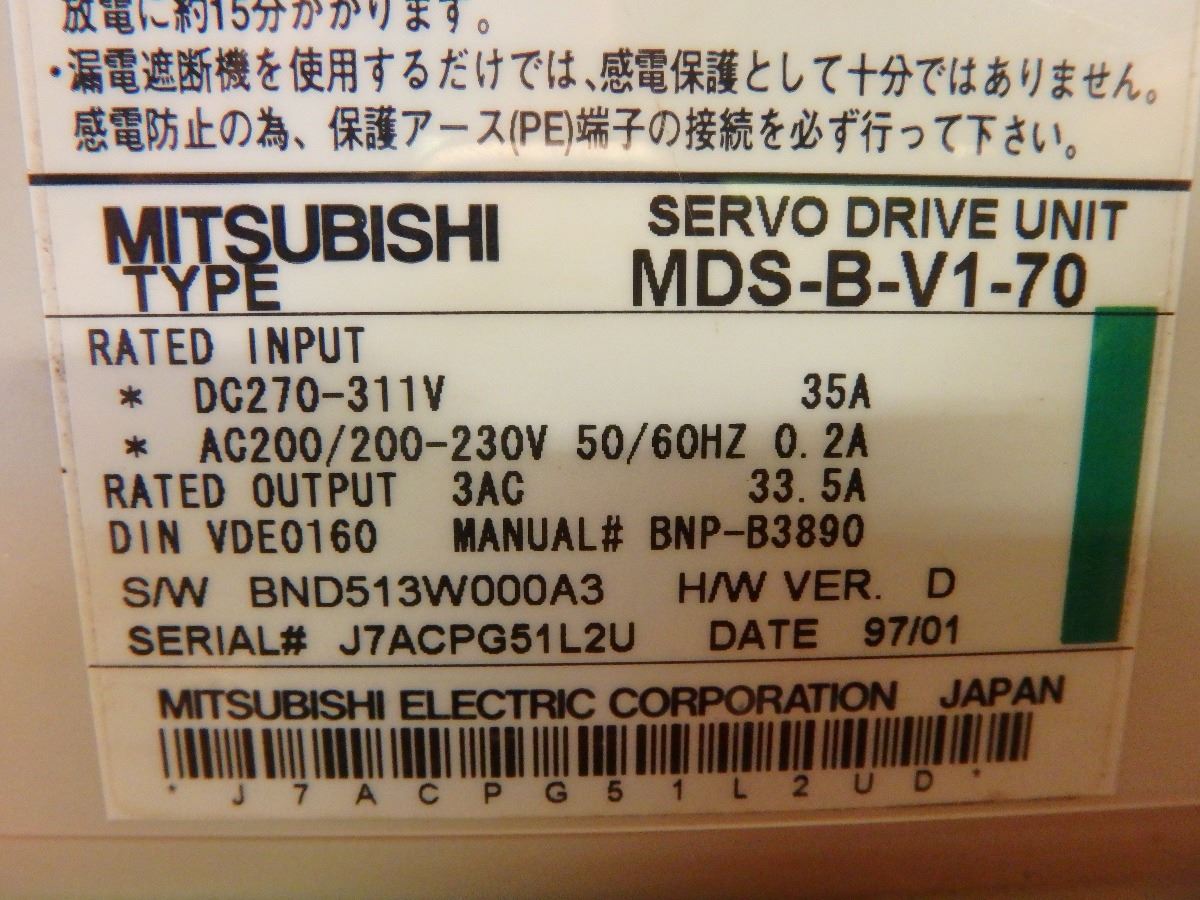 放電に約15分かかります。
・漏電遮断機を使用するだけでは、感電保護として十分ではありません。
感電防止の為、保護アース(PE)端子の接続を必ず行って下さい。
MITSUBISHI SERVO DRIVE UNIT
TYPE MDS-B-V1-70
RATED INPUT
* DC270-311V 35A
* AC200/200-230V 50/60HZ 0.2A
RATED OUTPUT 3AC 33.5A
DIN VDE0160 MANUAL# BNP-B3890
S/W BND513W000A3 H/W VER. D
SERIAL# J7ACPG51L2U DATE 97/01
MITSUBISHI ELECTRIC CORPORATION JAPAN
* J 7 A C P G 5 1 L 2 U D *